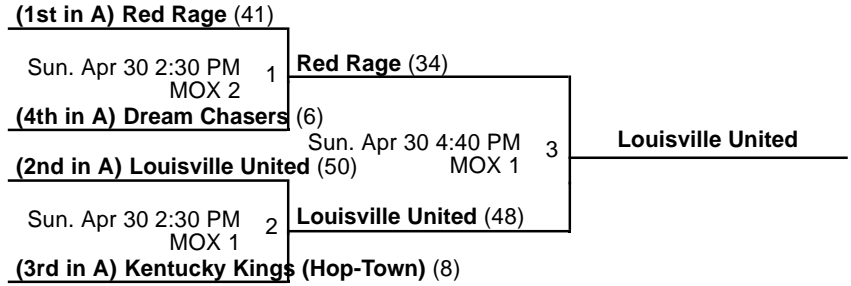 (1st in A) Red Rage (41)
Sun. Apr 30 2:30 PM 1
MOX 2
Red Rage (34)
(4th in A) Dream Chasers (6)
Sun. Apr 30 4:40 PM 3
MOX 1
Louisville United
(2nd in A) Louisville United (50)
Sun. Apr 30 2:30 PM 2
MOX 1
Louisville United (48)
(3rd in A) Kentucky Kings (Hop-Town) (8)